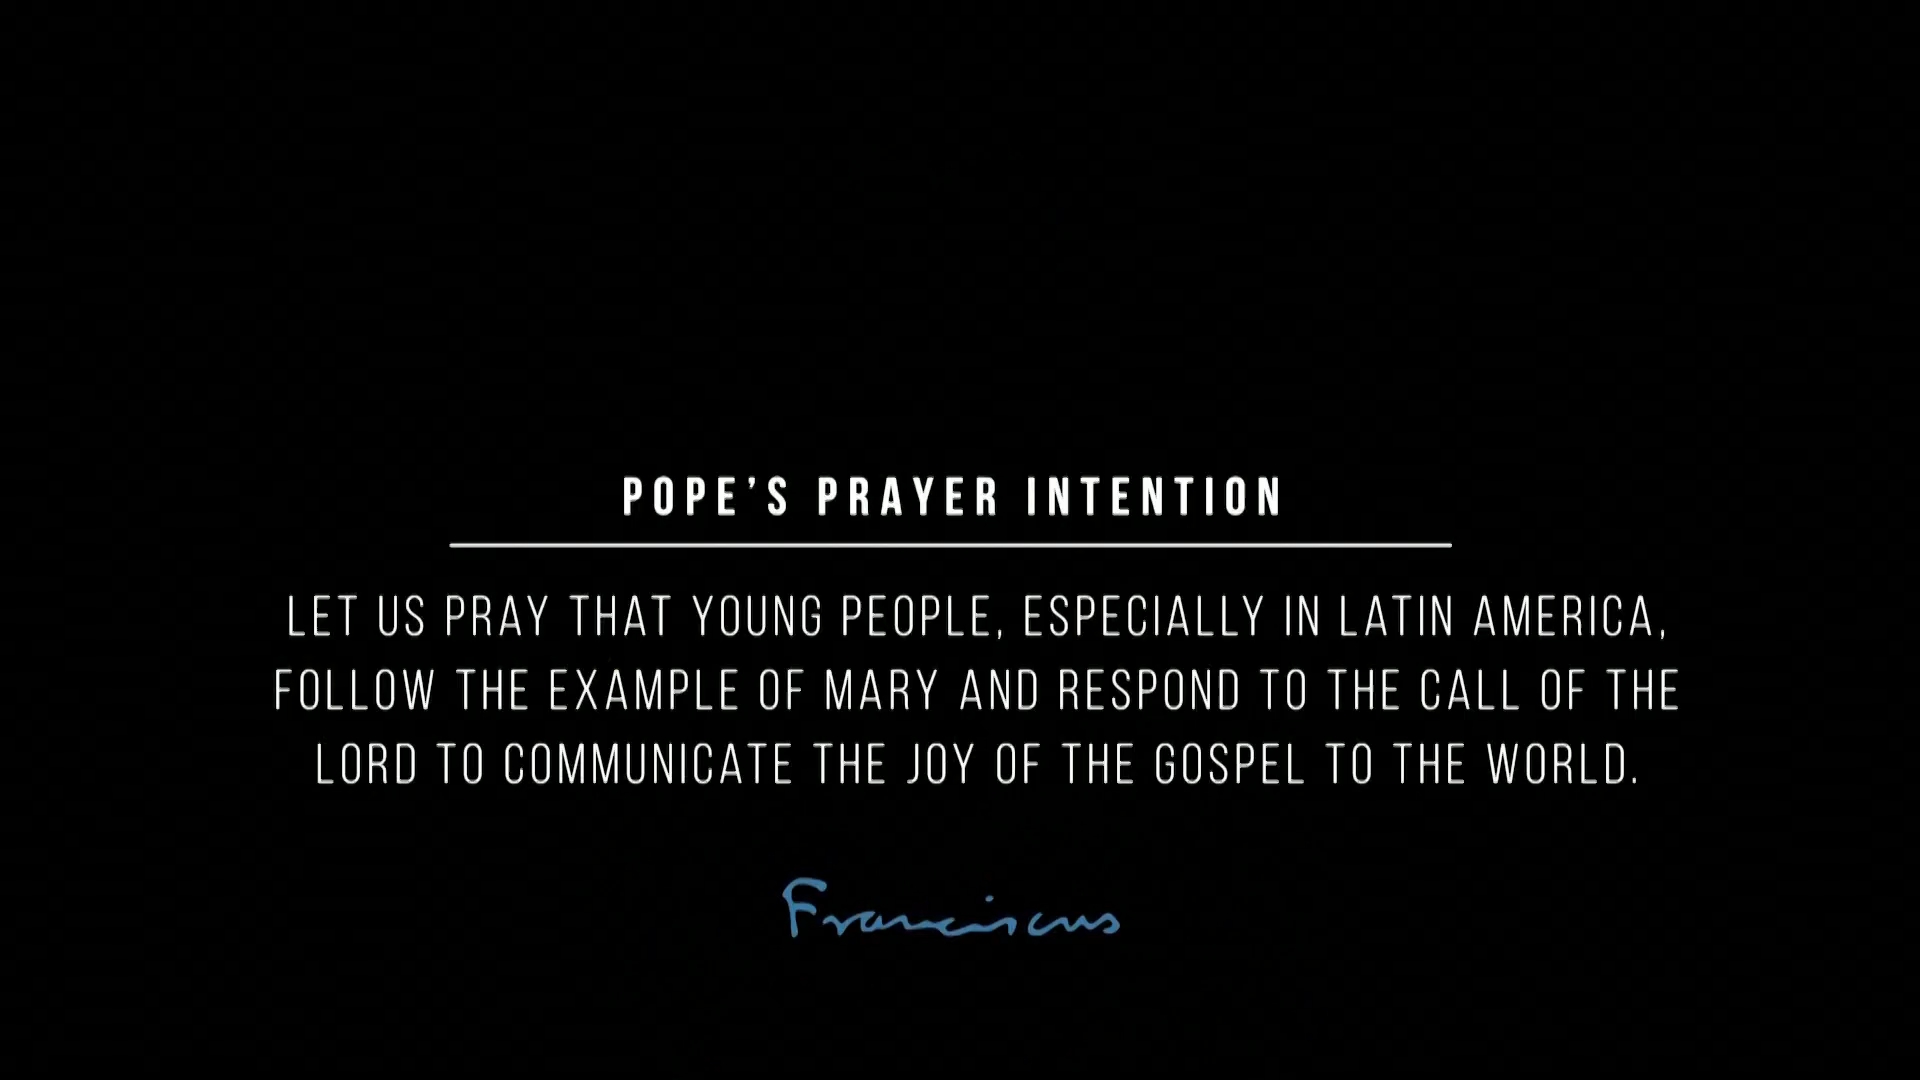 POPE’S PRAYER INTENTION
LET US PRAY THAT YOUNG PEOPLE, ESPECIALLY IN LATIN AMERICA,
FOLLOW THE EXAMPLE OF MARY AND RESPOND TO THE CALL OF THE
LORD TO COMMUNICATE THE JOY OF THE GOSPEL TO THE WORLD.
Franciscus